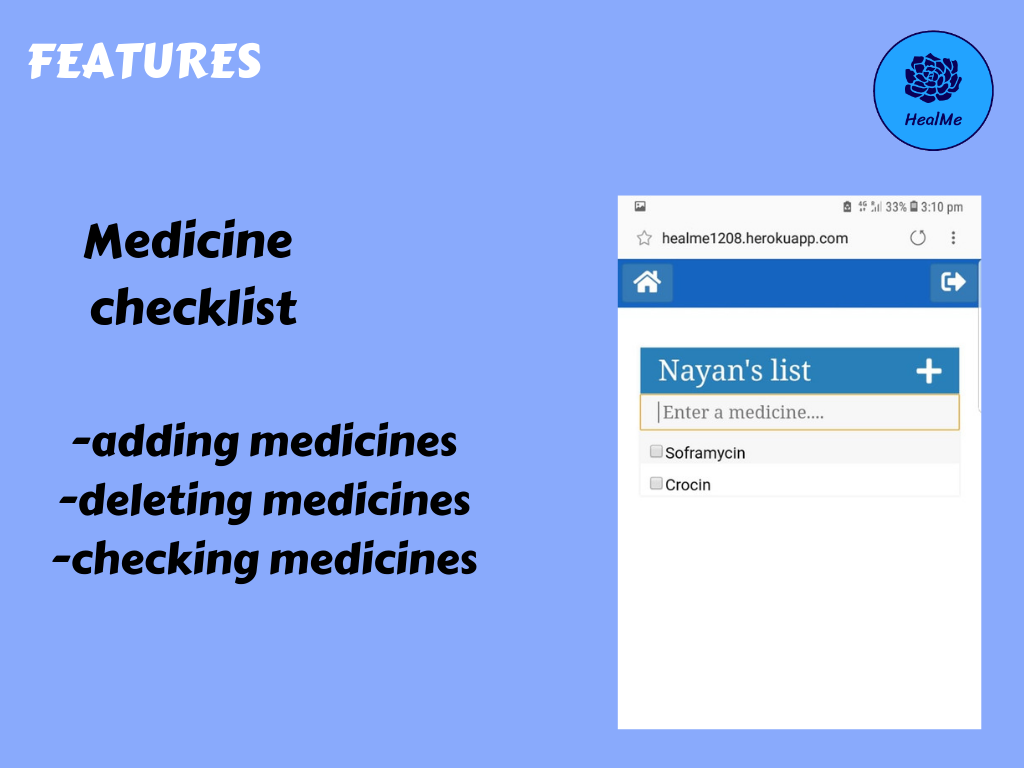 FEATURES
HealMe
Medicine
checklist
-adding medicines
-deleting medicines
-checking medicines
4G 33% 3:10 pm
healme1208.herokuapp.com
Nayan's list
Enter a medicine....
Soframycin
Crocin